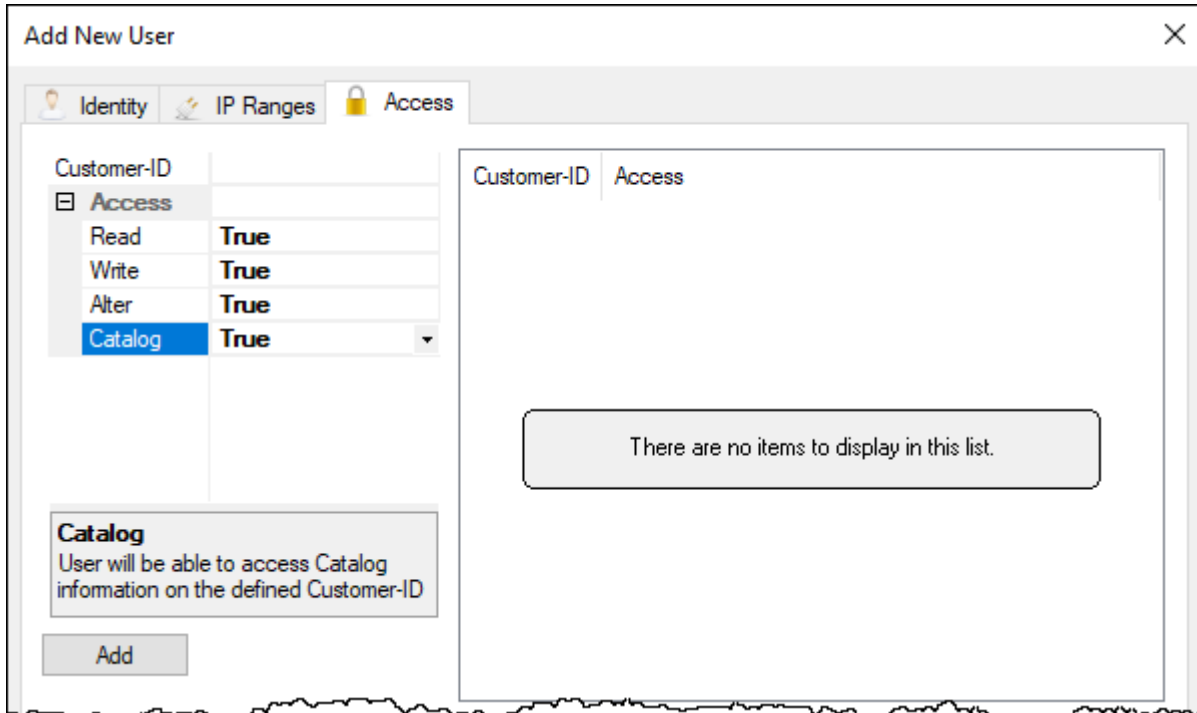 Add New User
Identity IP Ranges Access
Customer-ID
Access
Read True
Write True
Alter True
Catalog True
Catalog
User will be able to access Catalog
information on the defined Customer-ID
Add
Customer-ID Access
There are no items to display in this list.